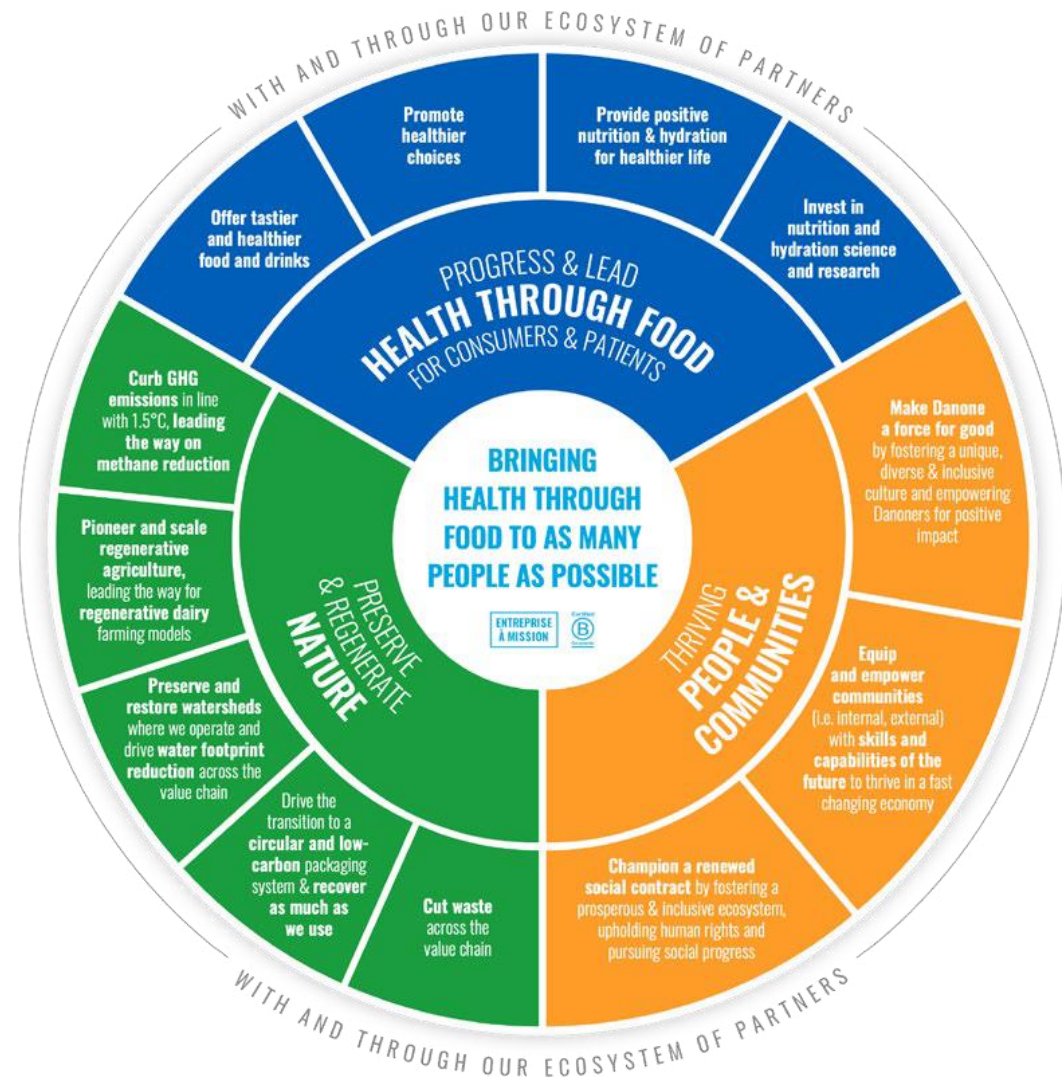 WITH AND THROUGH OUR ECOSYSTEM OF PARTNERS
Offer tastier
and healthier
food and drinks
Promote
healthier
choices
Provide positive
nutrition & hydration
for healthier life
Invest in
nutrition and
hydration science
and research
PROGRESS & LEAD
HEALTH THROUGH FOOD
FOR CONSUMERS & PATIENTS
Curb GHG
emissions in line
with 1.5°C, leading
the way on
methane reduction
Pioneer and scale
regenerative
agriculture,
leading the way for
regenerative dairy
farming models
Preserve and
restore watersheds
where we operate and
drive water footprint
reduction across the
value chain
Drive the
transition to a
circular and low-
carbon packaging
system & recover
as much as
we use
Cut waste
across the
value chain
PRESERVE
& REGENERATE
NATURE
BRINGING
HEALTH THROUGH
FOOD TO AS MANY
PEOPLE AS POSSIBLE
ENTREPRISE
À MISSION
Certified
B
THRIVING
PEOPLE &
COMMUNITIES
Make Danone
a force for good
by fostering a unique,
diverse & inclusive
culture and empowering
Danoners for positive
impact
Equip
and empower
communities
(i.e. internal, external)
with skills and
capabilities of the
future to thrive in a fast
changing economy
Champion a renewed
social contract by fostering a
prosperous & inclusive ecosystem,
upholding human rights and
pursuing social progress
WITH AND THROUGH OUR ECOSYSTEM OF PARTNERS